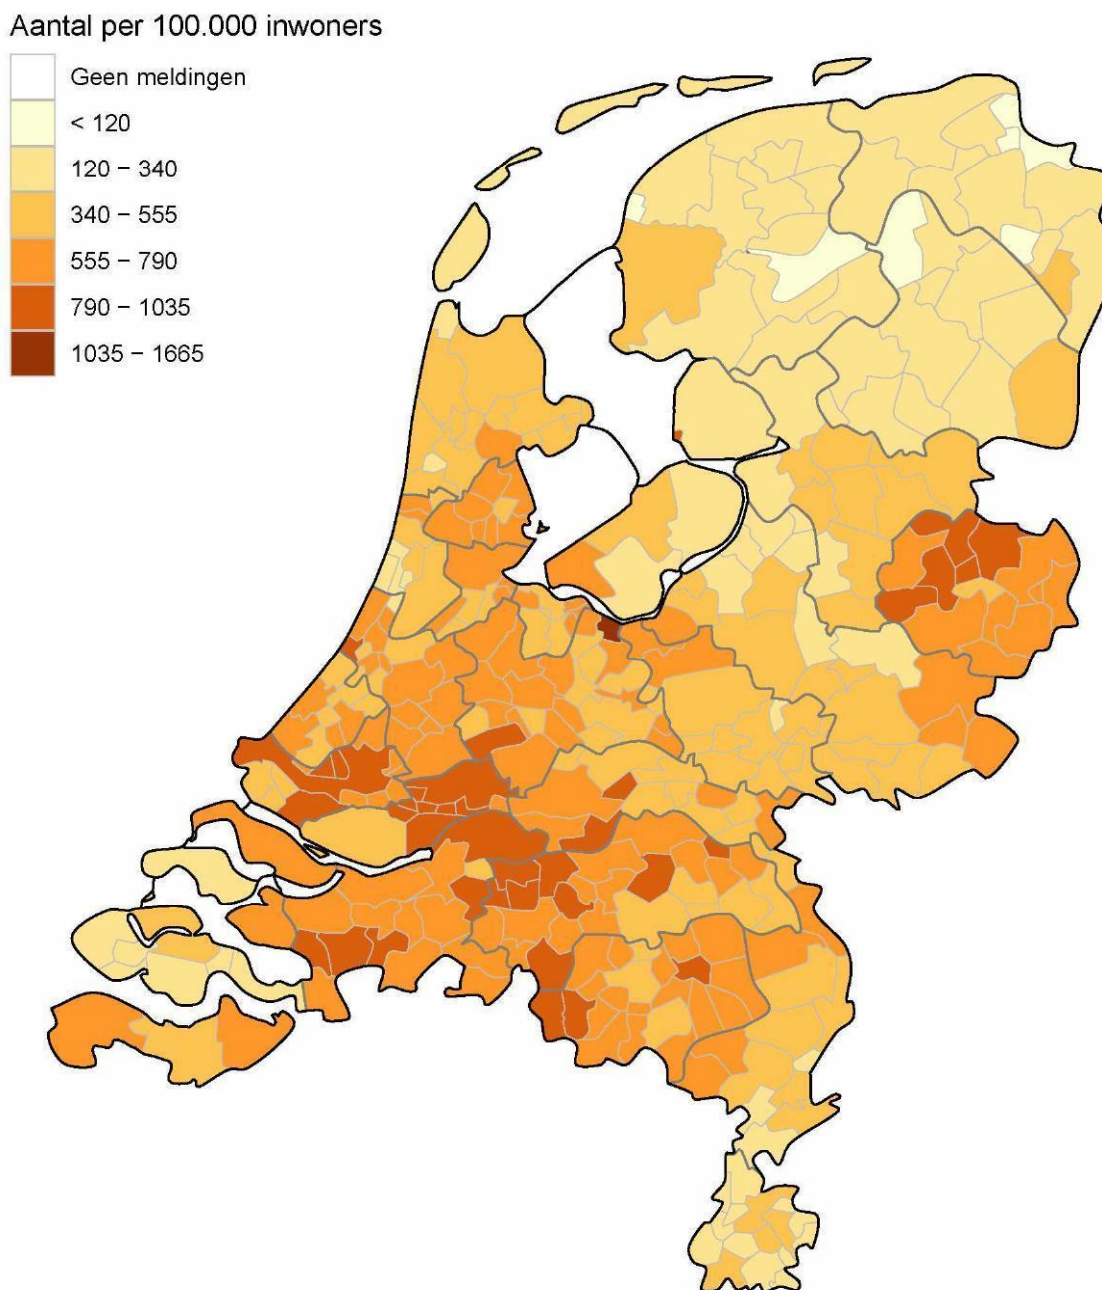 Aantal per 100.000 inwoners
Geen meldingen
< 120
120 − 340
340 − 555
555 − 790
790 − 1035
1035 − 1665